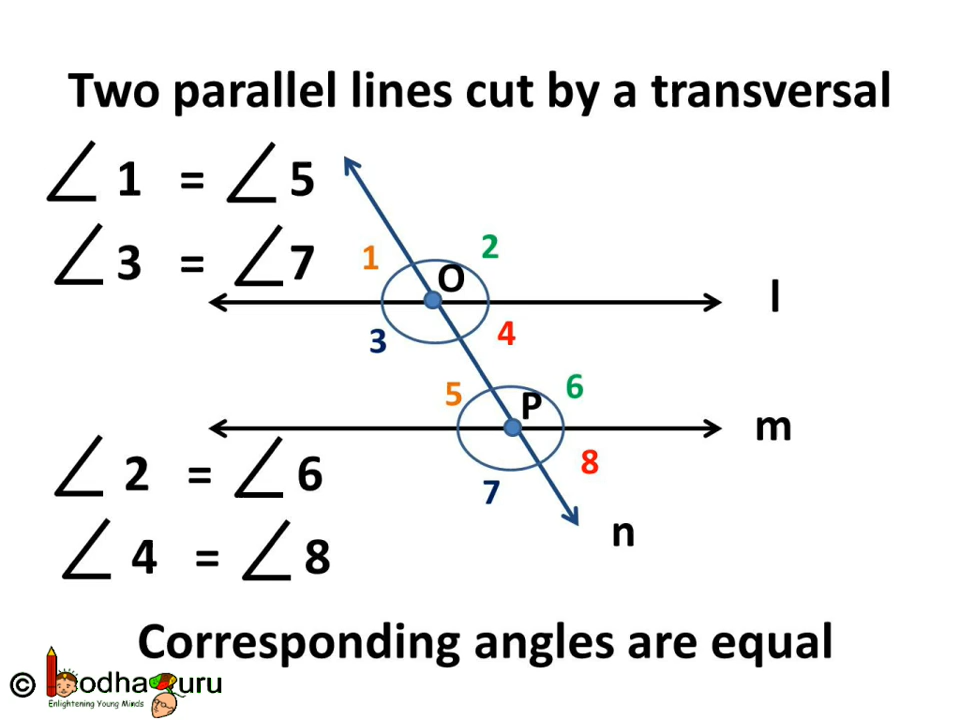 Two parallel lines cut by a transversal
∠ 1 = ∠ 5
∠ 3 = ∠ 7
1
2
O
l
3
4
5
6
P
m
7
8
n
∠ 2 = ∠ 6
∠ 4 = ∠ 8
Corresponding angles are equal
© BodhaGuru
Enlightening Young Minds